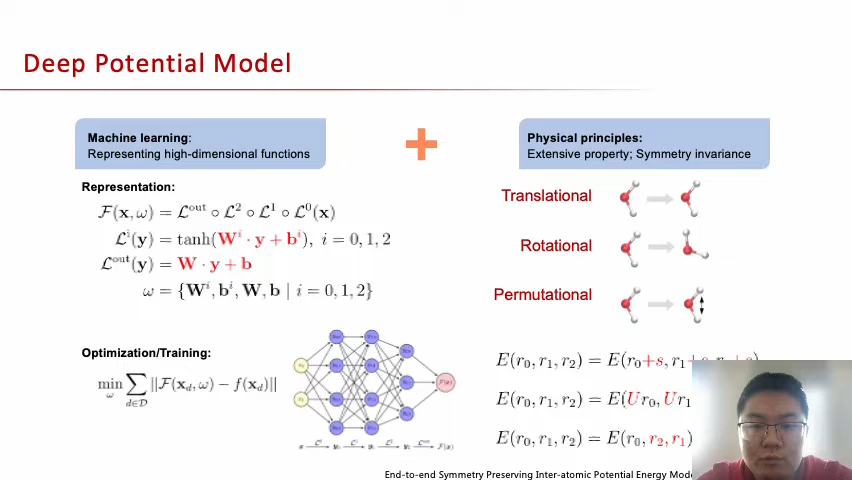 Deep Potential Model
Machine learning:
Representing high-dimensional functions
Physical principles:
Extensive property; Symmetry invariance
Representation:
F(x, ω) = L^out ∘ L^2 ∘ L^1 ∘ L^0(x)
L^i(y) = tanh(W^i · y + b^i), i = 0, 1, 2
L^out(y) = W · y + b
ω = {W^i, b^i, W, b | i = 0, 1, 2}
Optimization/Training:
min_ω ∑_{d∈D} ||F(x_d, ω) − f(x_d)||
Translational
Rotational
Permutational
E(r_0, r_1, r_2) = E(r_0+s, r_1+s, r_2+s)
E(r_0, r_1, r_2) = E(Ur_0, Ur_1
E(r_0, r_1, r_2) = E(r_0, r_2, r_1)
End-to-end Symmetry Preserving Inter-atomic Potential Energy Mode